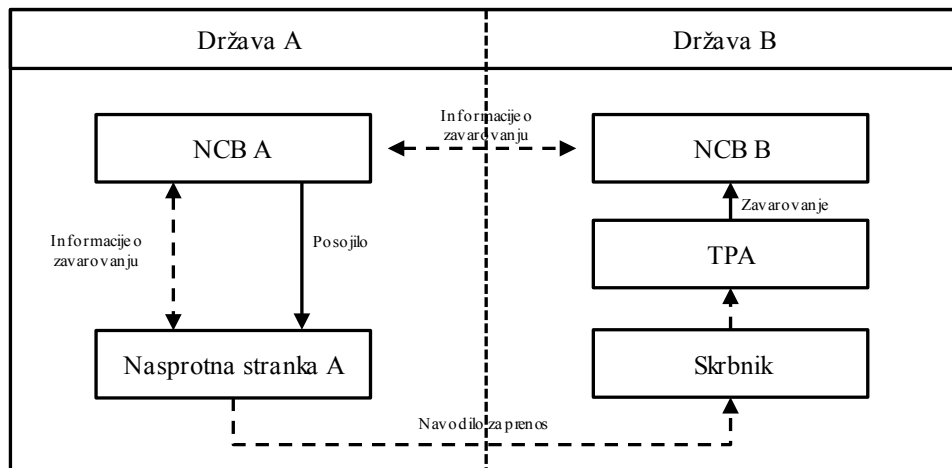 Država A
Država B
NCB A
Informacije o
zavarovanju
NCB B
Zavarovanje
Informacije o
zavarovanju
Posojilo
TPA
Nasprotna stranka A
Skrbnik
Navodilo za prenos